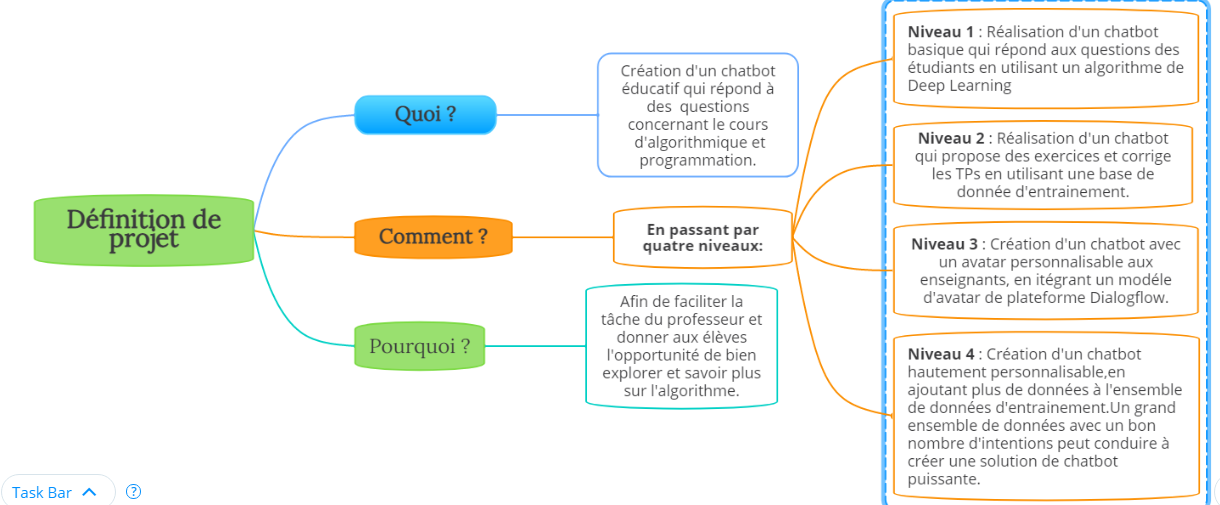 Définition de
projet
Quoi ?
Création d'un chatbot
éducatif qui répond à
des questions
concernant le cours
d'algorithmique et
programmation.
Comment ?
En passant par
quatre niveaux:
Niveau 1 : Réalisation d'un chatbot
basique qui répond aux questions des
étudiants en utilisant un algorithme de
Deep Learning
Niveau 2 : Réalisation d'un chatbot
qui propose des exercices et corrige
les TPs en utilisant une base de
donnée d'entrainement.
Niveau 3 : Création d'un chatbot avec
un avatar personnalisable aux
enseignants, en itégrant un modéle
d'avatar de plateforme Dialogflow.
Niveau 4 : Création d'un chatbot
hautement personnalisable,en
ajoutant plus de données à l'ensemble
de données d'entrainement.Un grand
ensemble de données avec un bon
nombre d'intentions peut conduire à
créer une solution de chatbot
puissante.
Pourquoi ?
Afin de faciliter la
tâche du professeur et
donner aux élèves
l'opportunité de bien
explorer et savoir plus
sur l'algorithme.
Task Bar
?